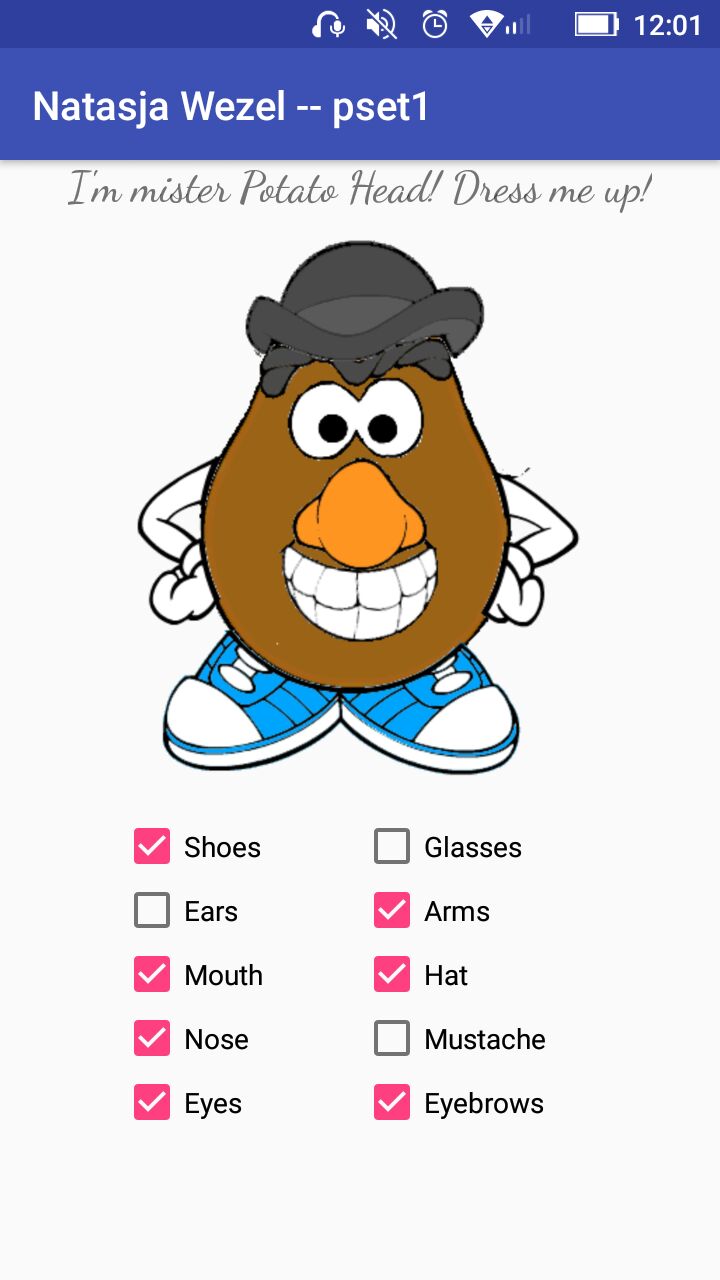 12:01
Natasja Wezel -- pset1
I'm mister Potato Head! Dress me up!
Shoes
Glasses
Ears
Arms
Mouth
Hat
Nose
Mustache
Eyes
Eyebrows